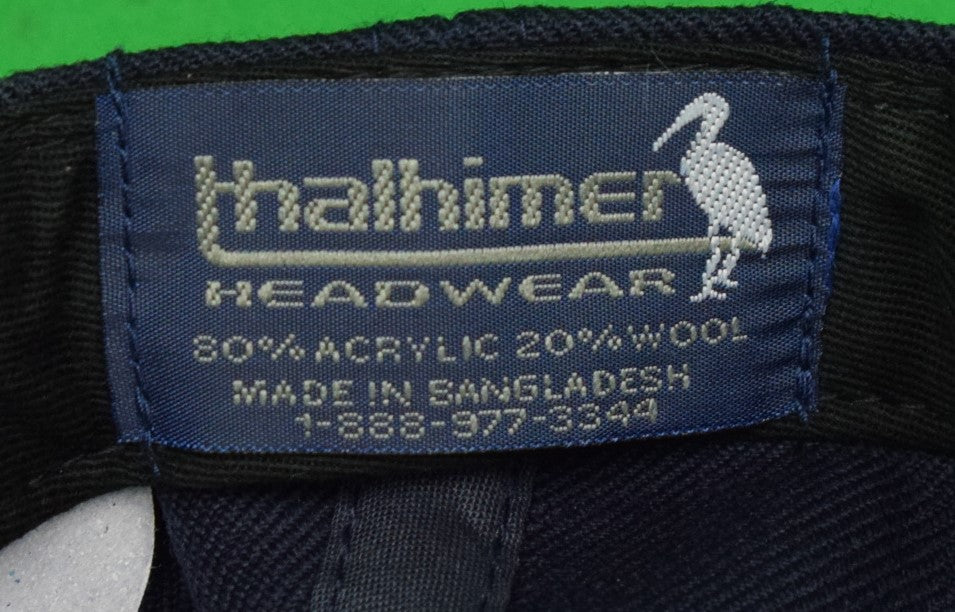 thalhimer
HEADWEAR
80% ACRYLIC 20% WOOL
MADE IN BANGLADESH
1-888-977-3344